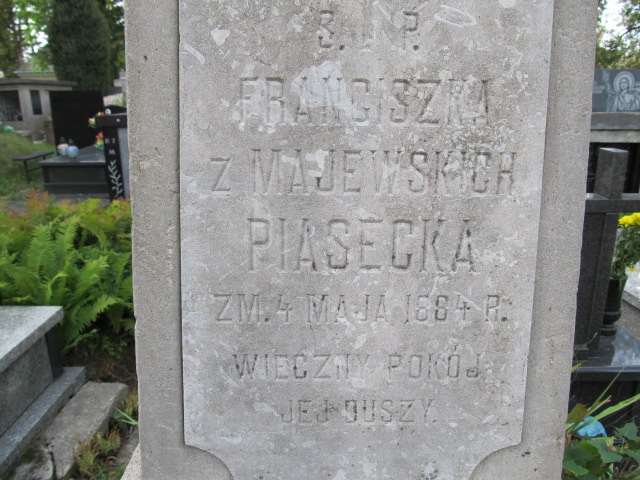 Ś. P.
FRANCISZKA
z MAJEWSKICH
PIASECKA
ZM. 4 MAJA 1884 R.
WIECZNY POKÓJ
JEJ DUSZY.